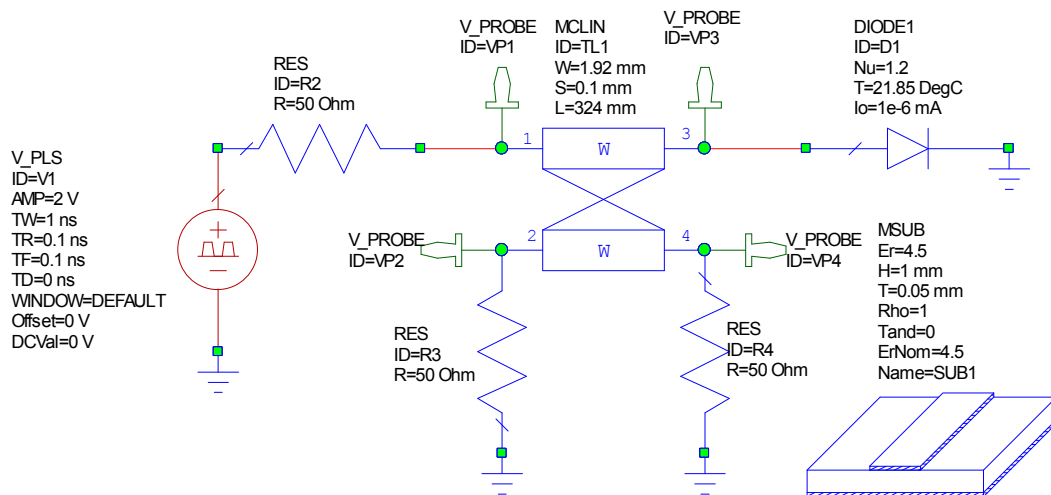 V_PROBE
ID=VP1
MCLIN
ID=TL1
W=1.92 mm
S=0.1 mm
L=324 mm
V_PROBE
ID=VP3
DIODE1
ID=D1
Nu=1.2
T=21.85 DegC
Io=1e-6 mA
RES
ID=R2
R=50 Ohm
1
W
3
V_PLS
ID=V1
AMP=2 V
TW=1 ns
TR=0.1 ns
TF=0.1 ns
TD=0 ns
WINDOW=DEFAULT
Offset=0 V
DCVal=0 V
V_PROBE
ID=VP2
2
W
4
V_PROBE
ID=VP4
RES
ID=R3
R=50 Ohm
RES
ID=R4
R=50 Ohm
MSUB
Er=4.5
H=1 mm
T=0.05 mm
Rho=1
Tand=0
ErNom=4.5
Name=SUB1